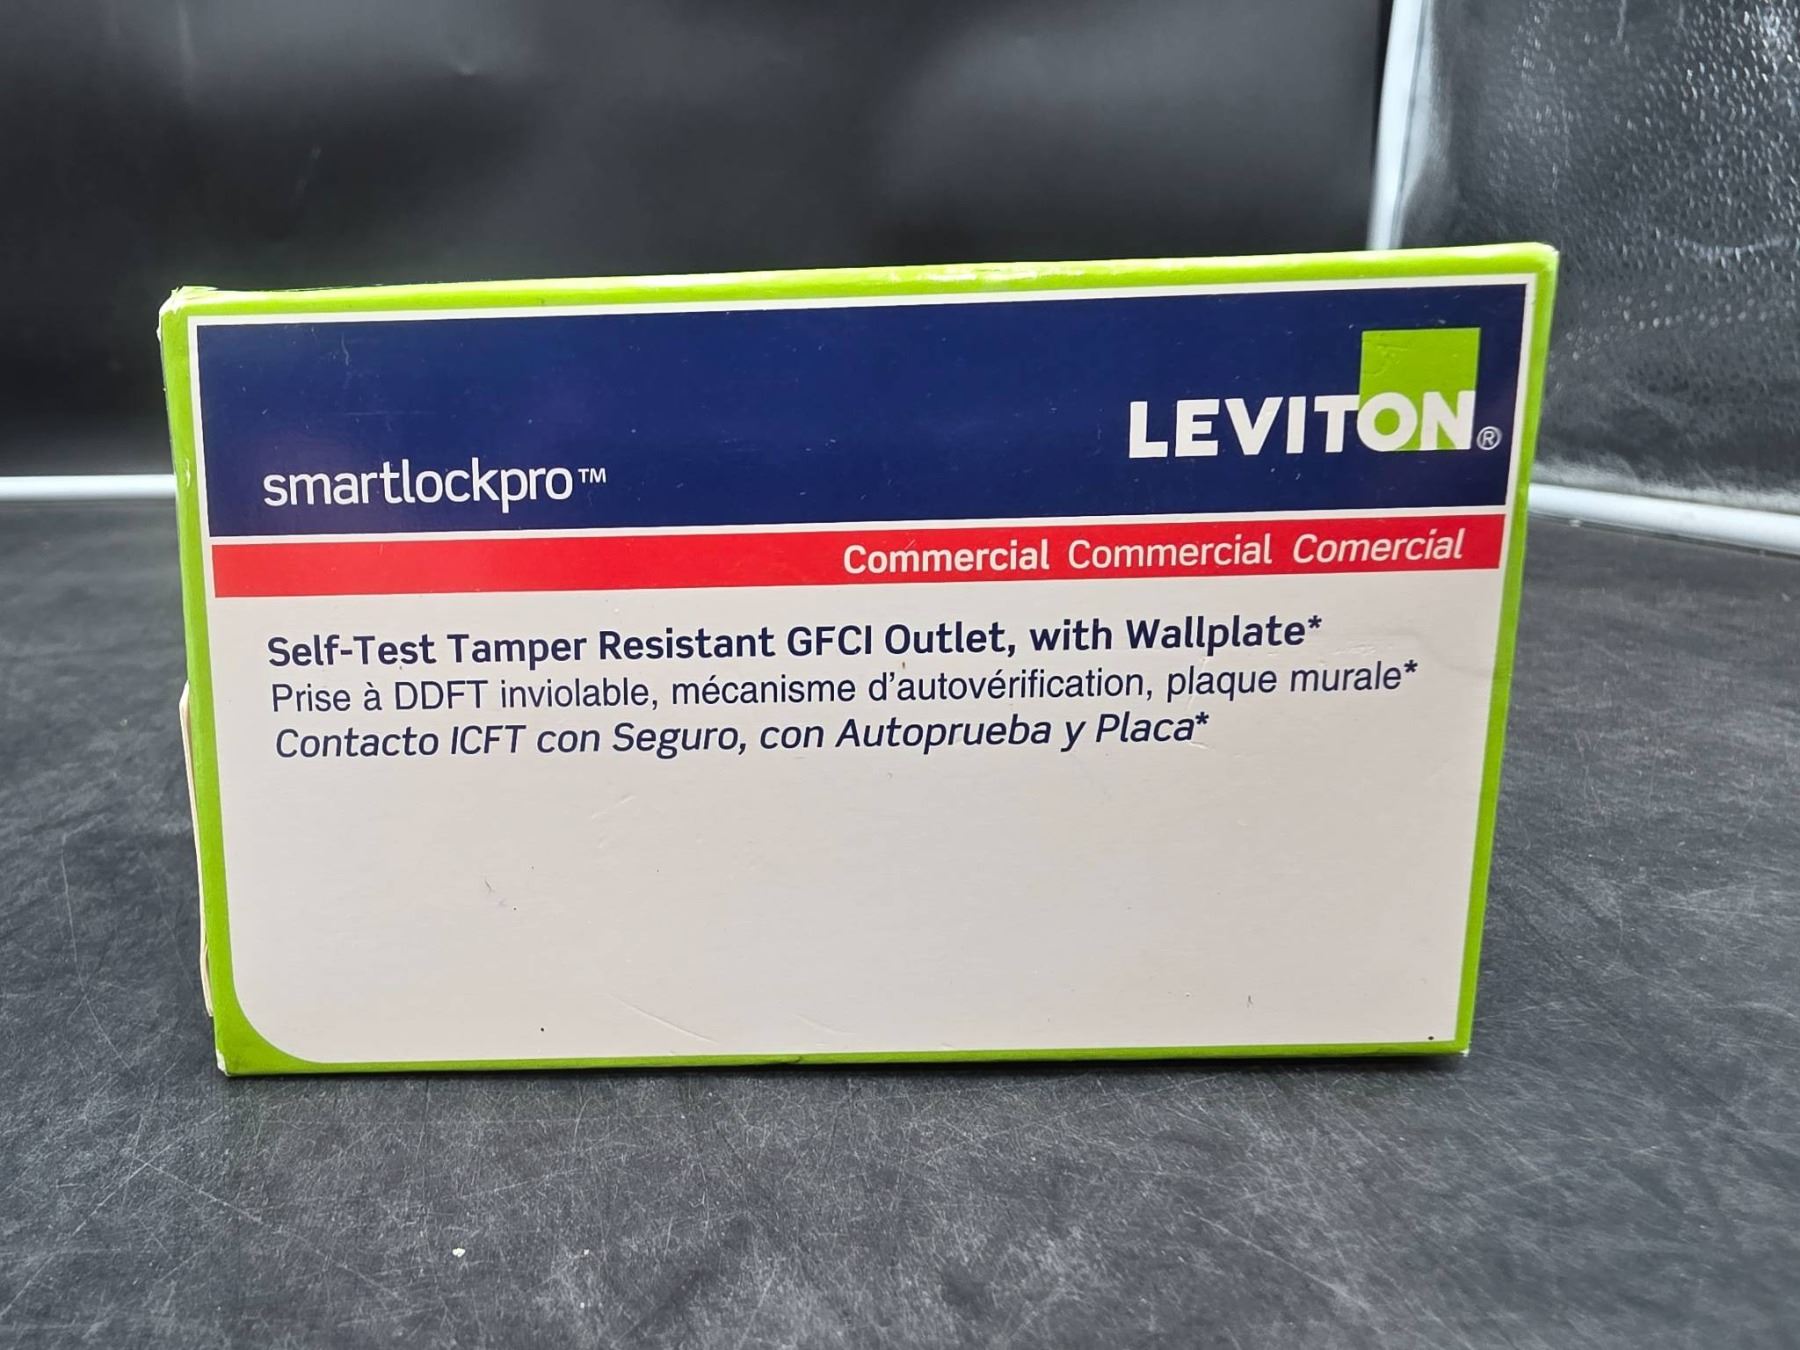 LEVITON®
smartlockpro™
Commercial Commercial Comercial
Self-Test Tamper Resistant GFCI Outlet, with Wallplate*
Prise à DDFT inviolable, mécanisme d'autovérification, plaque murale*
Contacto ICFT con Seguro, con Autoprueba y Placa*